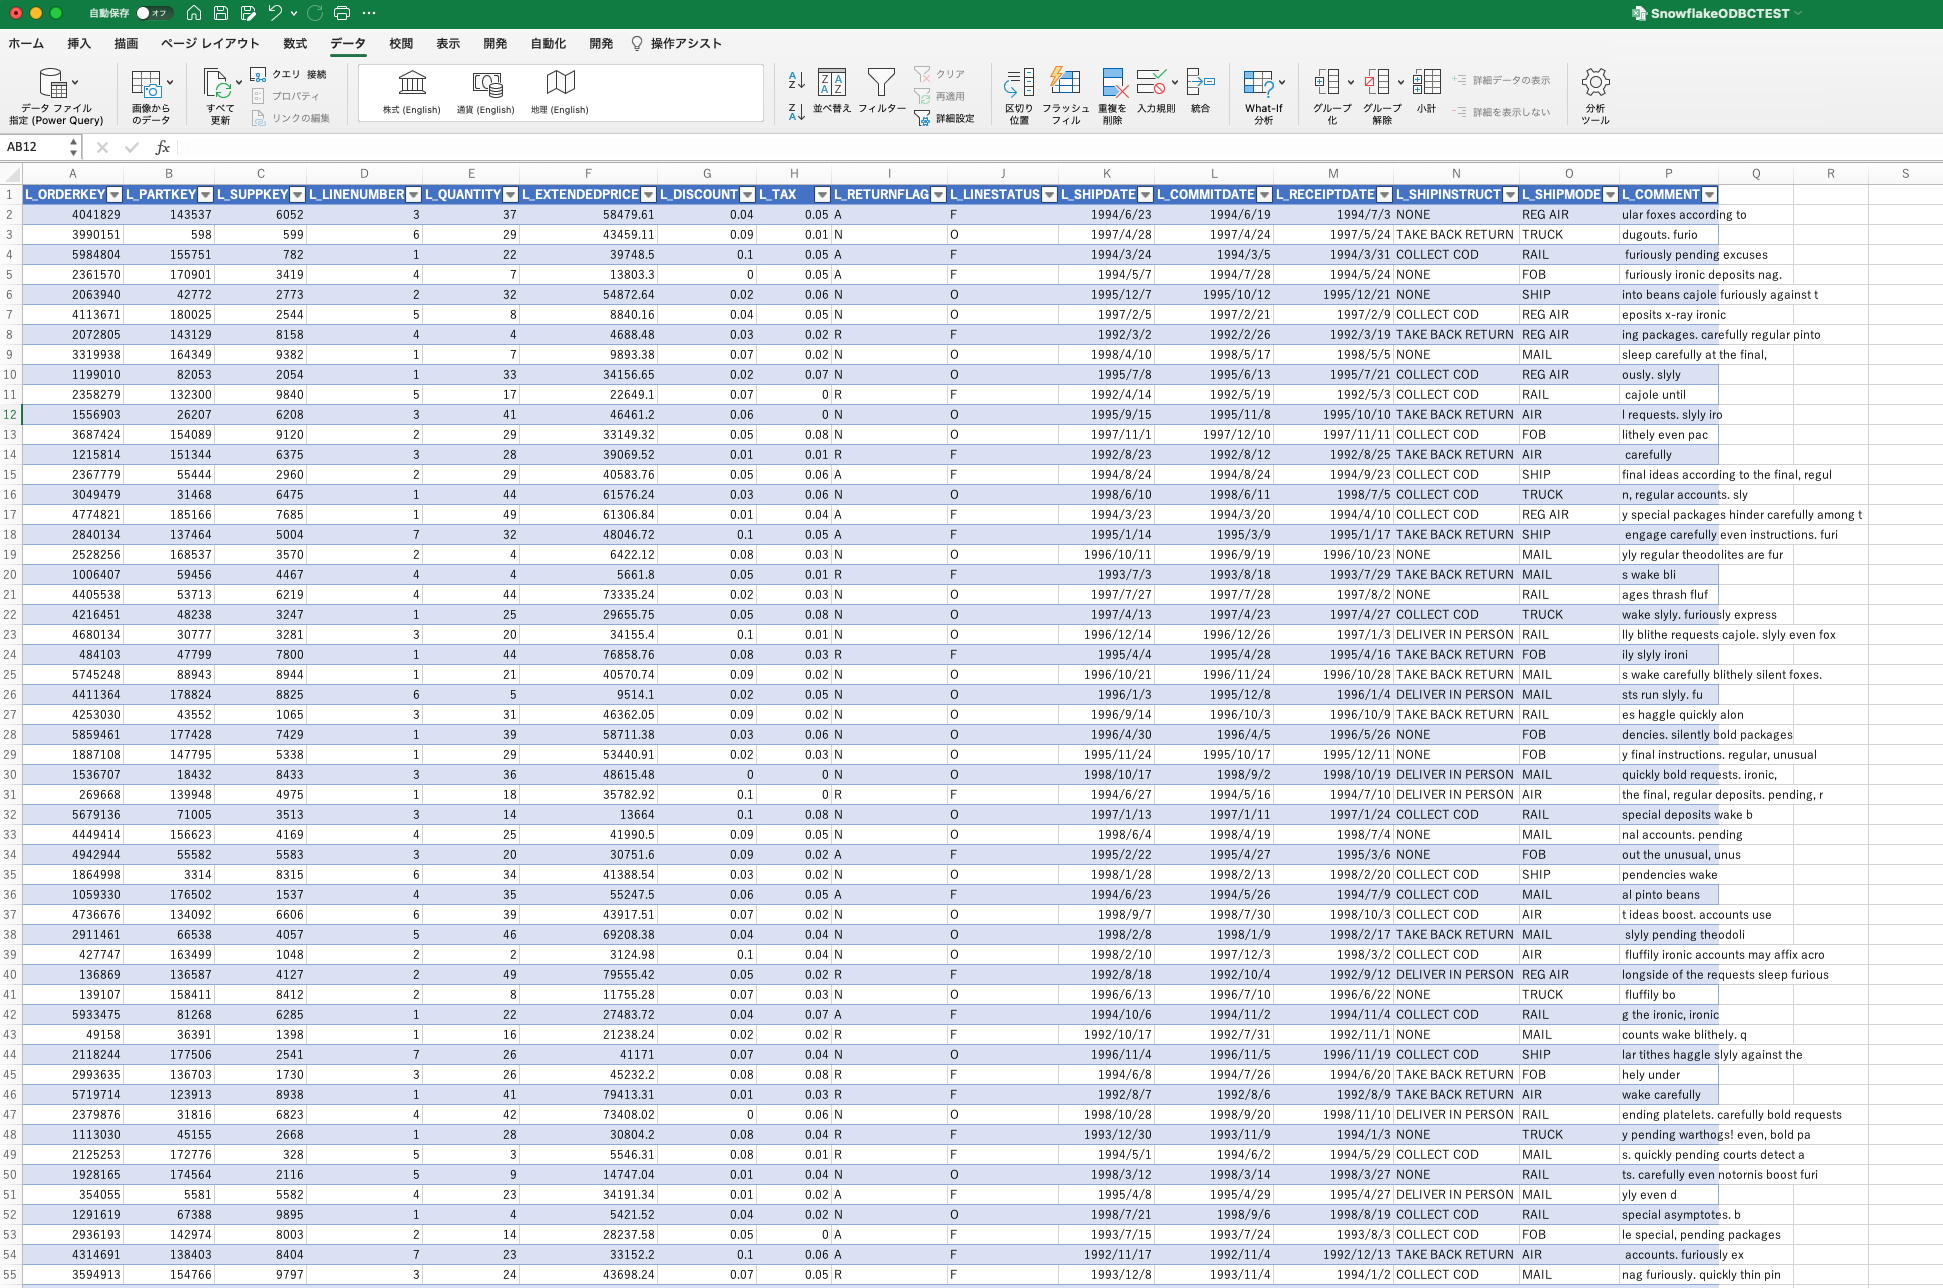 自動保存 オフ SnowflakeODBCTEST
ホーム 挿入 描画 ページ レイアウト 数式 データ 校閲 表示 開発 自動化 開発 操作アシスト
データ ファイル指定 (Power Query) 画像からのデータ すべて更新 クエリ 接続 プロパティ リンクの編集 株式 (English) 通貨 (English) 地理 (English) 並べ替え フィルター クリア 再適用 詳細設定 区切り位置 フラッシュフィル 重複を削除 入力規則 統合 What-If 分析 グループ化 グループ解除 小計 詳細データの表示 詳細を表示しない 分析ツール
AB12 fx
A B C D E F G H I J K L M N O P Q R S
1 L_ORDERKEY L_PARTKEY L_SUPPKEY L_LINENUMBER L_QUANTITY L_EXTENDEDPRICE L_DISCOUNT L_TAX L_RETURNFLAG L_LINESTATUS L_SHIPDATE L_COMMITDATE L_RECEIPTDATE L_SHIPINSTRUCT L_SHIPMODE L_COMMENT
2 4041829 143537 6052 3 37 58479.61 0.04 0.05 A F 1994/6/23 1994/6/19 1994/7/3 NONE REG AIR ular foxes according to
3 3990151 598 599 6 29 43459.11 0.09 0.01 N O 1997/4/28 1997/4/24 1997/5/24 TAKE BACK RETURN TRUCK dugouts. furio
4 5984804 155751 782 1 22 39748.5 0.1 0.05 A F 1994/3/24 1994/3/5 1994/3/31 COLLECT COD RAIL furiously pending excuses
5 2361570 170901 3419 4 7 13803.3 0 0.05 A F 1994/5/7 1994/7/28 1994/5/24 NONE FOB furiously ironic deposits nag.
6 2063940 42772 2773 2 32 54872.64 0.02 0.06 N O 1995/12/7 1995/10/12 1995/12/21 NONE SHIP into beans cajole furiously against t
7 4113671 180025 2544 5 8 8840.16 0.04 0.05 N O 1997/2/5 1997/2/21 1997/2/9 COLLECT COD REG AIR eposits x-ray ironic
8 2072805 143129 8158 4 4 4688.48 0.03 0.02 R F 1992/3/2 1992/2/26 1992/3/19 TAKE BACK RETURN REG AIR ing packages. carefully regular pinto
9 3319938 164349 9382 1 7 9893.38 0.07 0.02 N O 1998/4/10 1998/5/17 1998/5/5 NONE MAIL sleep carefully at the final,
10 1199010 82053 2054 1 33 34156.65 0.02 0.07 N O 1995/7/8 1995/6/13 1995/7/21 COLLECT COD REG AIR ously. slyly
11 2358279 132300 9840 5 17 22649.1 0.07 0 R F 1992/4/14 1992/5/19 1992/5/3 COLLECT COD RAIL cajole until
12 1556903 26207 6208 3 41 46461.2 0.06 0 N O 1995/9/15 1995/11/8 1995/10/10 TAKE BACK RETURN AIR l requests. slyly iro
13 3687424 154089 9120 2 29 33149.32 0.05 0.08 N O 1997/11/1 1997/12/10 1997/11/11 COLLECT COD FOB lithely even pac
14 1215814 151344 6375 3 28 39069.52 0.01 0.01 R F 1992/8/23 1992/8/12 1992/8/25 TAKE BACK RETURN AIR carefully
15 2367779 55444 2960 2 29 40583.76 0.05 0.06 A F 1994/8/24 1994/8/24 1994/9/23 COLLECT COD SHIP final ideas according to the final, regul
16 3049479 31468 6475 1 44 61576.24 0.03 0.06 N O 1998/6/10 1998/6/11 1998/7/5 COLLECT COD TRUCK n, regular accounts. sly
17 4774821 185166 7685 1 49 61306.84 0.01 0.04 A F 1994/3/23 1994/3/20 1994/4/10 COLLECT COD REG AIR y special packages hinder carefully among t
18 2840134 137464 5004 7 32 48046.72 0.1 0.05 A F 1995/1/14 1995/3/9 1995/1/17 TAKE BACK RETURN SHIP engage carefully even instructions. furi
19 2528256 168537 3570 2 4 6422.12 0.08 0.03 N O 1996/10/11 1996/9/19 1996/10/23 NONE MAIL yly regular theodolites are fur
20 1006407 59456 4467 4 4 5661.8 0.05 0.01 R F 1993/7/3 1993/8/18 1993/7/29 TAKE BACK RETURN MAIL s wake bli
21 4405538 53713 6219 4 44 73335.24 0.02 0.03 N O 1997/7/27 1997/7/28 1997/8/2 NONE RAIL ages thrash fluf
22 4216451 48238 3247 1 25 29655.75 0.05 0.08 N O 1997/4/13 1997/4/23 1997/4/27 COLLECT COD TRUCK wake slyly. furiously express
23 4680134 30777 3281 3 20 34155.4 0.1 0.01 N O 1996/12/14 1996/12/26 1997/1/3 DELIVER IN PERSON RAIL lly blithe requests cajole. slyly even fox
24 484103 47799 7800 1 44 76858.76 0.08 0.03 R F 1995/4/4 1995/4/28 1995/4/16 TAKE BACK RETURN FOB ily slyly ironi
25 5745248 88943 8944 1 21 40570.74 0.09 0.02 N O 1996/10/21 1996/11/24 1996/10/28 TAKE BACK RETURN MAIL s wake carefully blithely silent foxes.
26 4411364 178824 8825 6 5 9514.1 0.02 0.05 N O 1996/1/3 1995/12/8 1996/1/4 DELIVER IN PERSON MAIL sts run slyly. fu
27 4253030 43552 1065 3 31 46362.05 0.09 0.02 N O 1996/9/14 1996/10/3 1996/10/9 TAKE BACK RETURN RAIL es haggle quickly alon
28 5859461 177428 7429 1 39 58711.38 0.03 0.06 N O 1996/4/30 1996/4/5 1996/5/26 NONE FOB dencies. silently bold packages
29 1887108 147795 5338 1 29 53440.91 0.02 0.03 N O 1995/11/24 1995/10/17 1995/12/11 NONE FOB y final instructions. regular, unusual
30 1536707 18432 8433 3 36 48615.48 0 0 N O 1998/10/17 1998/9/2 1998/10/19 DELIVER IN PERSON MAIL quickly bold requests. ironic,
31 269668 139948 4975 1 18 35782.92 0.1 0 R F 1994/6/27 1994/5/16 1994/7/10 DELIVER IN PERSON AIR the final, regular deposits. pending, r
32 5679136 71005 3513 3 14 13664 0.1 0.08 N O 1997/1/13 1997/1/11 1997/1/24 COLLECT COD RAIL special deposits wake b
33 4449414 156623 4169 4 25 41990.5 0.09 0.05 N O 1998/6/4 1998/4/19 1998/7/4 NONE MAIL nal accounts. pending
34 4942944 55582 5583 3 20 30751.6 0.09 0.02 A F 1995/2/22 1995/4/27 1995/3/6 NONE FOB out the unusual, unus
35 1864998 3314 8315 6 34 41388.54 0.03 0.02 N O 1998/1/28 1998/2/13 1998/2/20 COLLECT COD SHIP pendencies wake
36 1059330 176502 1537 4 35 55247.5 0.06 0.05 A F 1994/6/23 1994/5/26 1994/7/9 COLLECT COD MAIL al pinto beans
37 4736676 134092 6606 6 39 43917.51 0.07 0.02 N O 1998/9/7 1998/7/30 1998/10/3 COLLECT COD AIR t ideas boost. accounts use
38 2911461 66538 4057 5 46 69208.38 0.04 0.04 N O 1998/2/8 1998/1/9 1998/2/17 TAKE BACK RETURN MAIL slyly pending theodoli
39 427747 163499 1048 2 2 3124.98 0.1 0.04 N O 1998/2/10 1997/12/3 1998/3/2 COLLECT COD AIR fluffily ironic accounts may affix acro
40 136869 136587 4127 2 49 79555.42 0.05 0.02 R F 1992/8/18 1992/10/4 1992/9/12 DELIVER IN PERSON REG AIR longside of the requests sleep furious
41 139107 158411 8412 2 8 11755.28 0.07 0.03 N O 1996/6/13 1996/7/10 1996/6/22 NONE TRUCK fluffily bo
42 5933475 81268 6285 1 22 27483.72 0.04 0.07 A F 1994/10/6 1994/11/2 1994/11/4 COLLECT COD RAIL g the ironic, ironic
43 49158 36391 1398 1 16 21238.24 0.02 0.02 R F 1992/10/17 1992/7/31 1992/11/1 NONE MAIL counts wake blithely. q
44 2118244 177506 2541 7 26 41171 0.07 0.04 N O 1996/11/4 1996/11/5 1996/11/19 COLLECT COD SHIP lar tithes haggle slyly against the
45 2993635 136703 1730 3 26 45232.2 0.08 0.08 R F 1994/6/8 1994/7/26 1994/6/20 TAKE BACK RETURN FOB hely under
46 5719714 123913 8938 1 41 79413.31 0.01 0.03 R F 1992/8/7 1992/8/6 1992/8/9 TAKE BACK RETURN AIR wake carefully
47 2379876 31816 6823 4 42 73408.02 0 0.06 N O 1998/10/28 1998/9/20 1998/11/10 DELIVER IN PERSON RAIL ending platelets. carefully bold requests
48 1113030 45155 2668 1 28 30804.2 0.08 0.04 R F 1993/12/30 1993/11/9 1994/1/3 NONE TRUCK y pending warthogs! even, bold pa
49 2125253 172776 328 5 3 5546.31 0.08 0.01 R F 1994/5/1 1994/6/2 1994/5/29 COLLECT COD MAIL s. quickly pending courts detect a
50 1928165 174564 2116 5 9 14747.04 0.01 0.04 N O 1998/3/12 1998/3/14 1998/3/27 NONE RAIL ts. carefully even notornis boost furi
51 354055 5581 5582 4 23 34191.34 0.01 0.02 A F 1995/4/8 1995/4/29 1995/4/27 DELIVER IN PERSON MAIL yly even d
52 1291619 67388 9895 1 4 5421.52 0.04 0.02 N O 1998/7/21 1998/9/6 1998/8/19 COLLECT COD RAIL special asymptotes. b
53 2936193 142974 8003 2 14 28237.58 0.05 0 A F 1993/7/15 1993/7/24 1993/8/3 COLLECT COD FOB le special, pending packages
54 4314691 138403 8404 7 23 33152.2 0.1 0.06 A F 1992/11/17 1992/11/4 1992/12/13 TAKE BACK RETURN AIR accounts. furiously ex
55 3594913 154766 9797 3 24 43698.24 0.07 0.05 R F 1993/12/8 1993/11/4 1994/1/2 COLLECT COD MAIL nag furiously. quickly thin pin